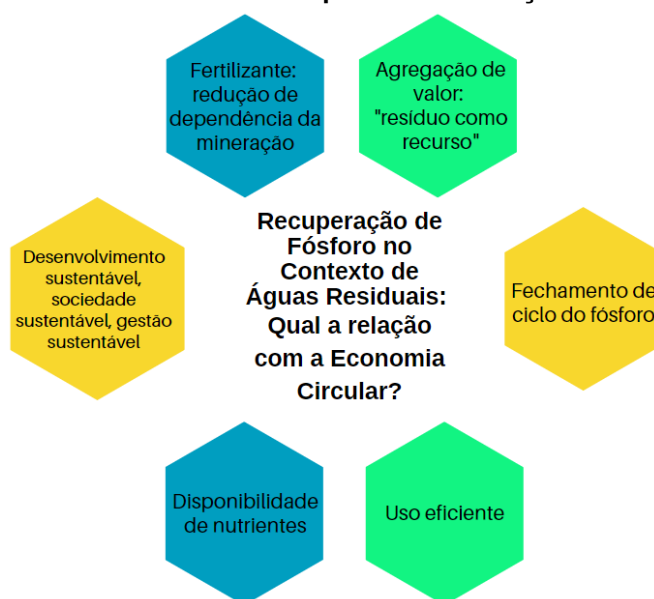 Fertilizante:
redução de
dependência da
mineração
Agregação de
valor:
"resíduo como
recurso"
Recuperação de
Fósforo no
Contexto de
Águas Residuais:
Qual a relação
com a Economia
Circular?
Desenvolvimento
sustentável,
sociedade
sustentável, gestão
sustentável
Fechamento de
ciclo do fósforo
Disponibilidade
de nutrientes
Uso eficiente